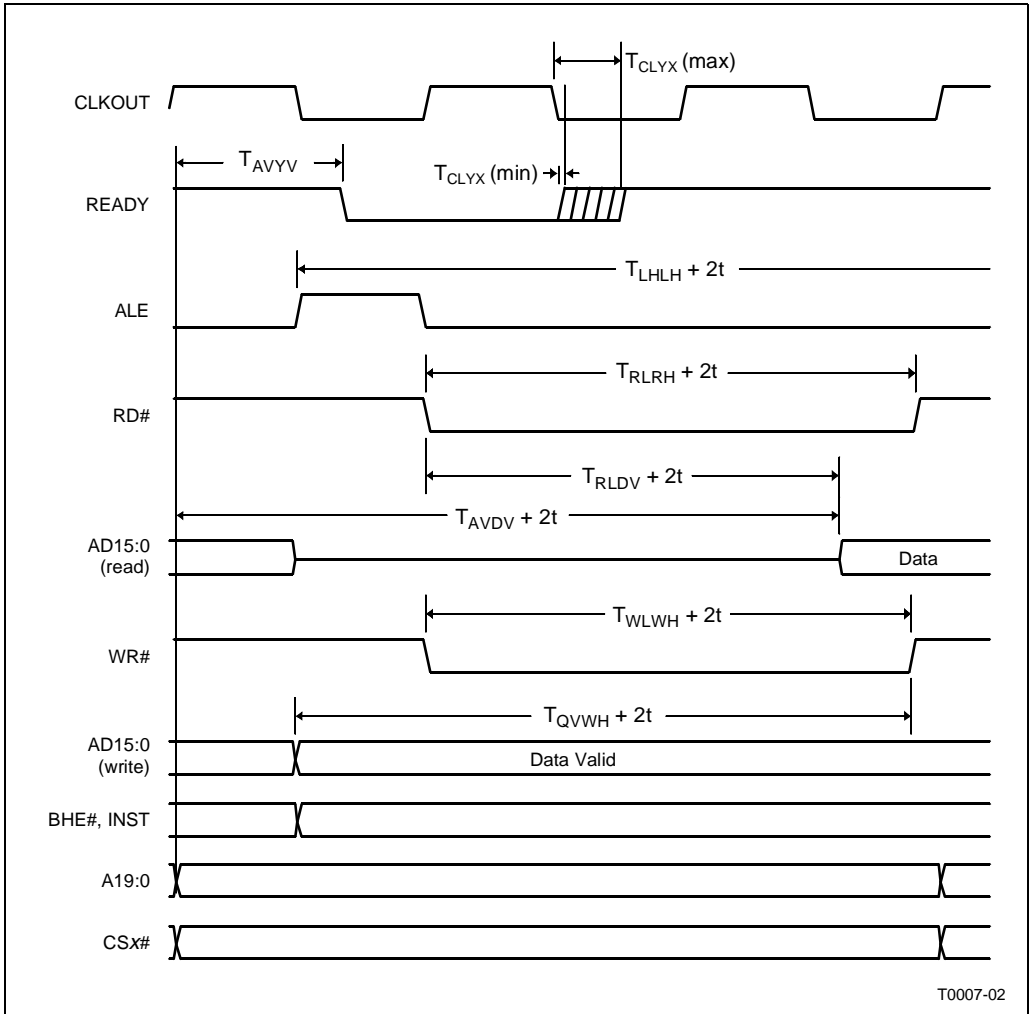 T_CLYX (max)
CLKOUT
T_AVYV
T_CLYX (min)
READY
T_LHLH + 2t
ALE
T_RLRH + 2t
RD#
T_RLDV + 2t
T_AVDV + 2t
AD15:0
(read)
Data
T_WLWH + 2t
WR#
T_QVWH + 2t
AD15:0
(write)
Data Valid
BHE#, INST
A19:0
CSx#
T0007-02